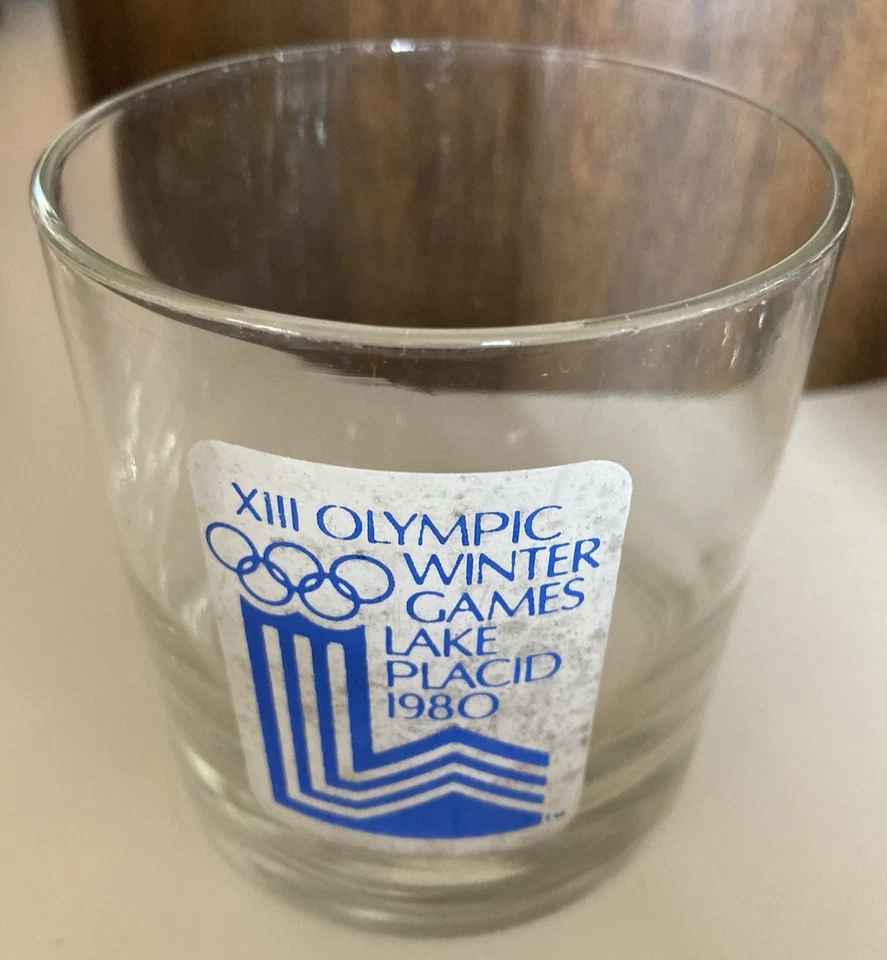 XIII OLYMPIC
WINTER
GAMES
LAKE
PLACID
1980
TM